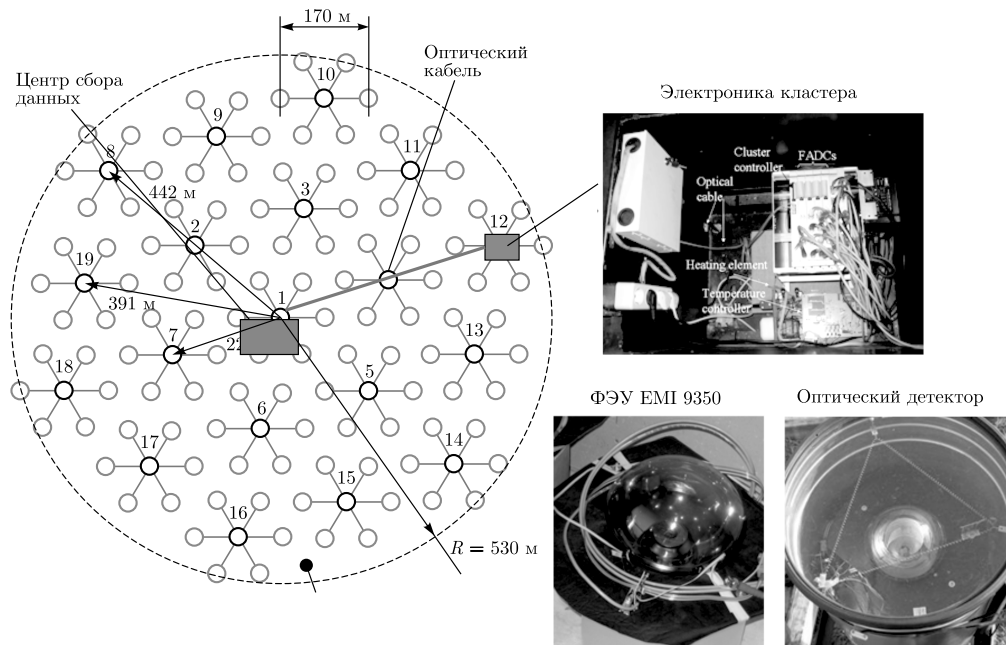 170 м
Оптический
кабель
Центр сбора
данных
10
9
11
8
442 м
3
2
12
19
391 м
1
22
7
13
18
5
6
17
14
15
16
R = 530 м
Электроника кластера
Cluster
controller
FADCs
Optical
cable
Heating element
Temperature
controller
ФЭУ EMI 9350
Оптический детектор